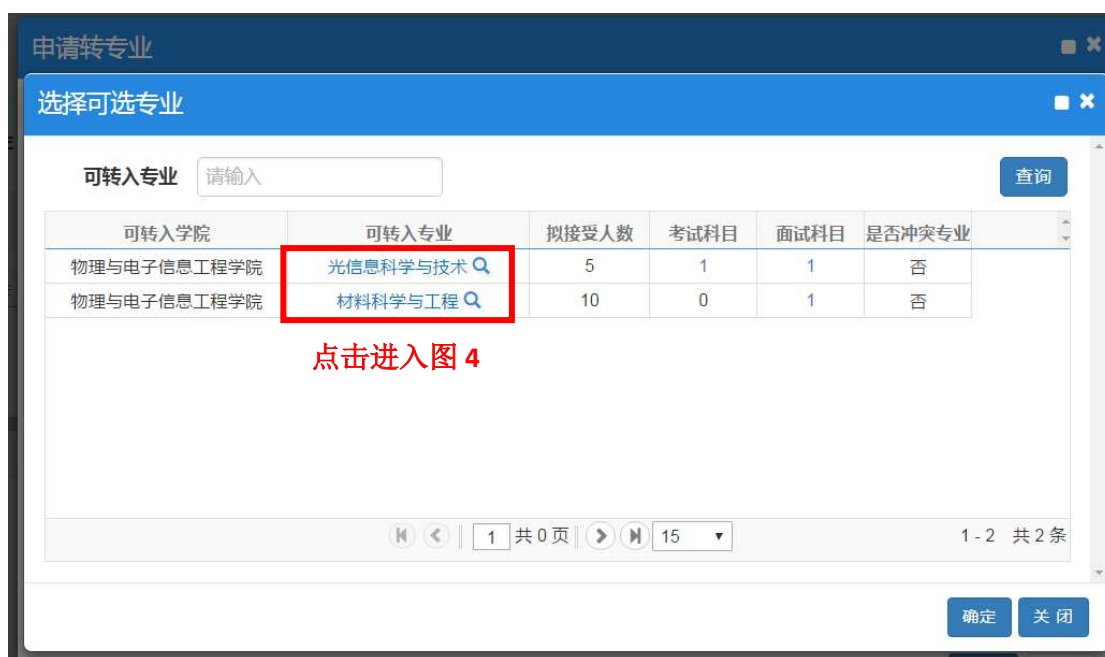 申请转专业
选择可选专业
可转入专业 请输入 查询
可转入学院 可转入专业 拟接受人数 考试科目 面试科目 是否冲突专业
物理与电子信息工程学院 光信息科学与技术 5 1 1 否
物理与电子信息工程学院 材料科学与工程 10 0 1 否
点击进入图 4
1 共 0 页 15 1 - 2 共 2 条
确定 关 闭